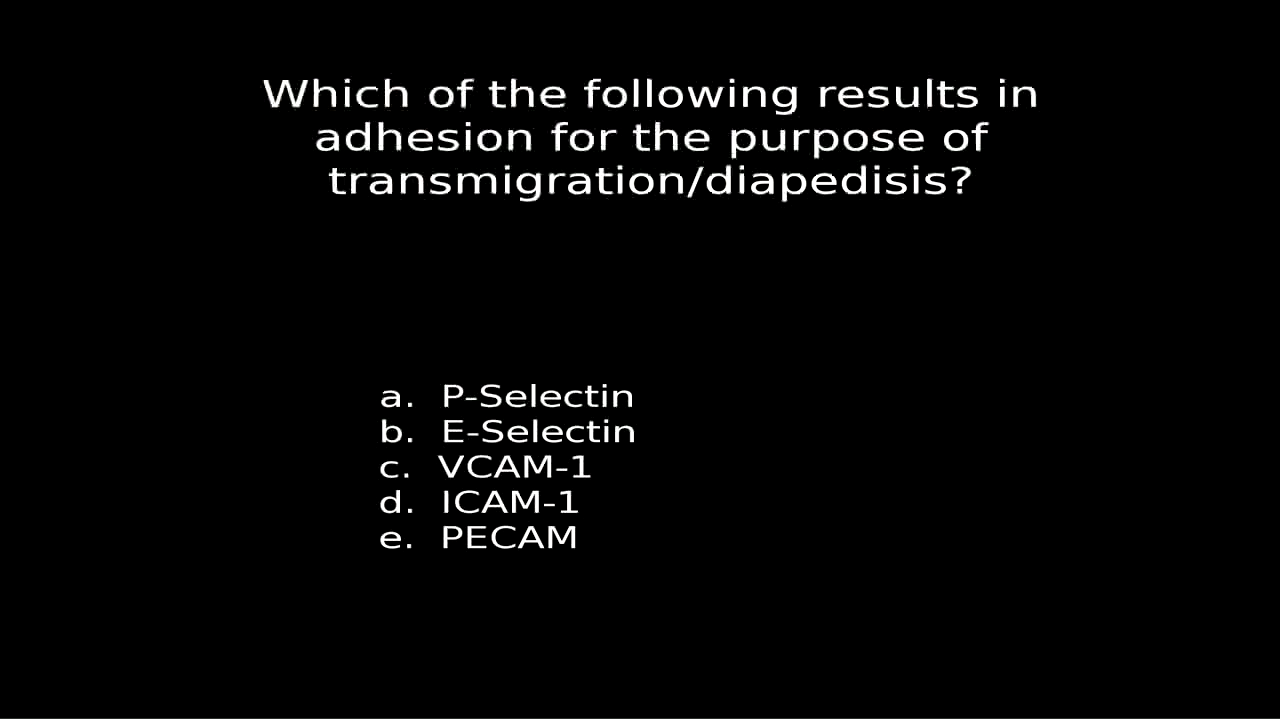 Which of the following results in
adhesion for the purpose of
transmigration/diapedisis?
a. P-Selectin
b. E-Selectin
c. VCAM-1
d. ICAM-1
e. PECAM